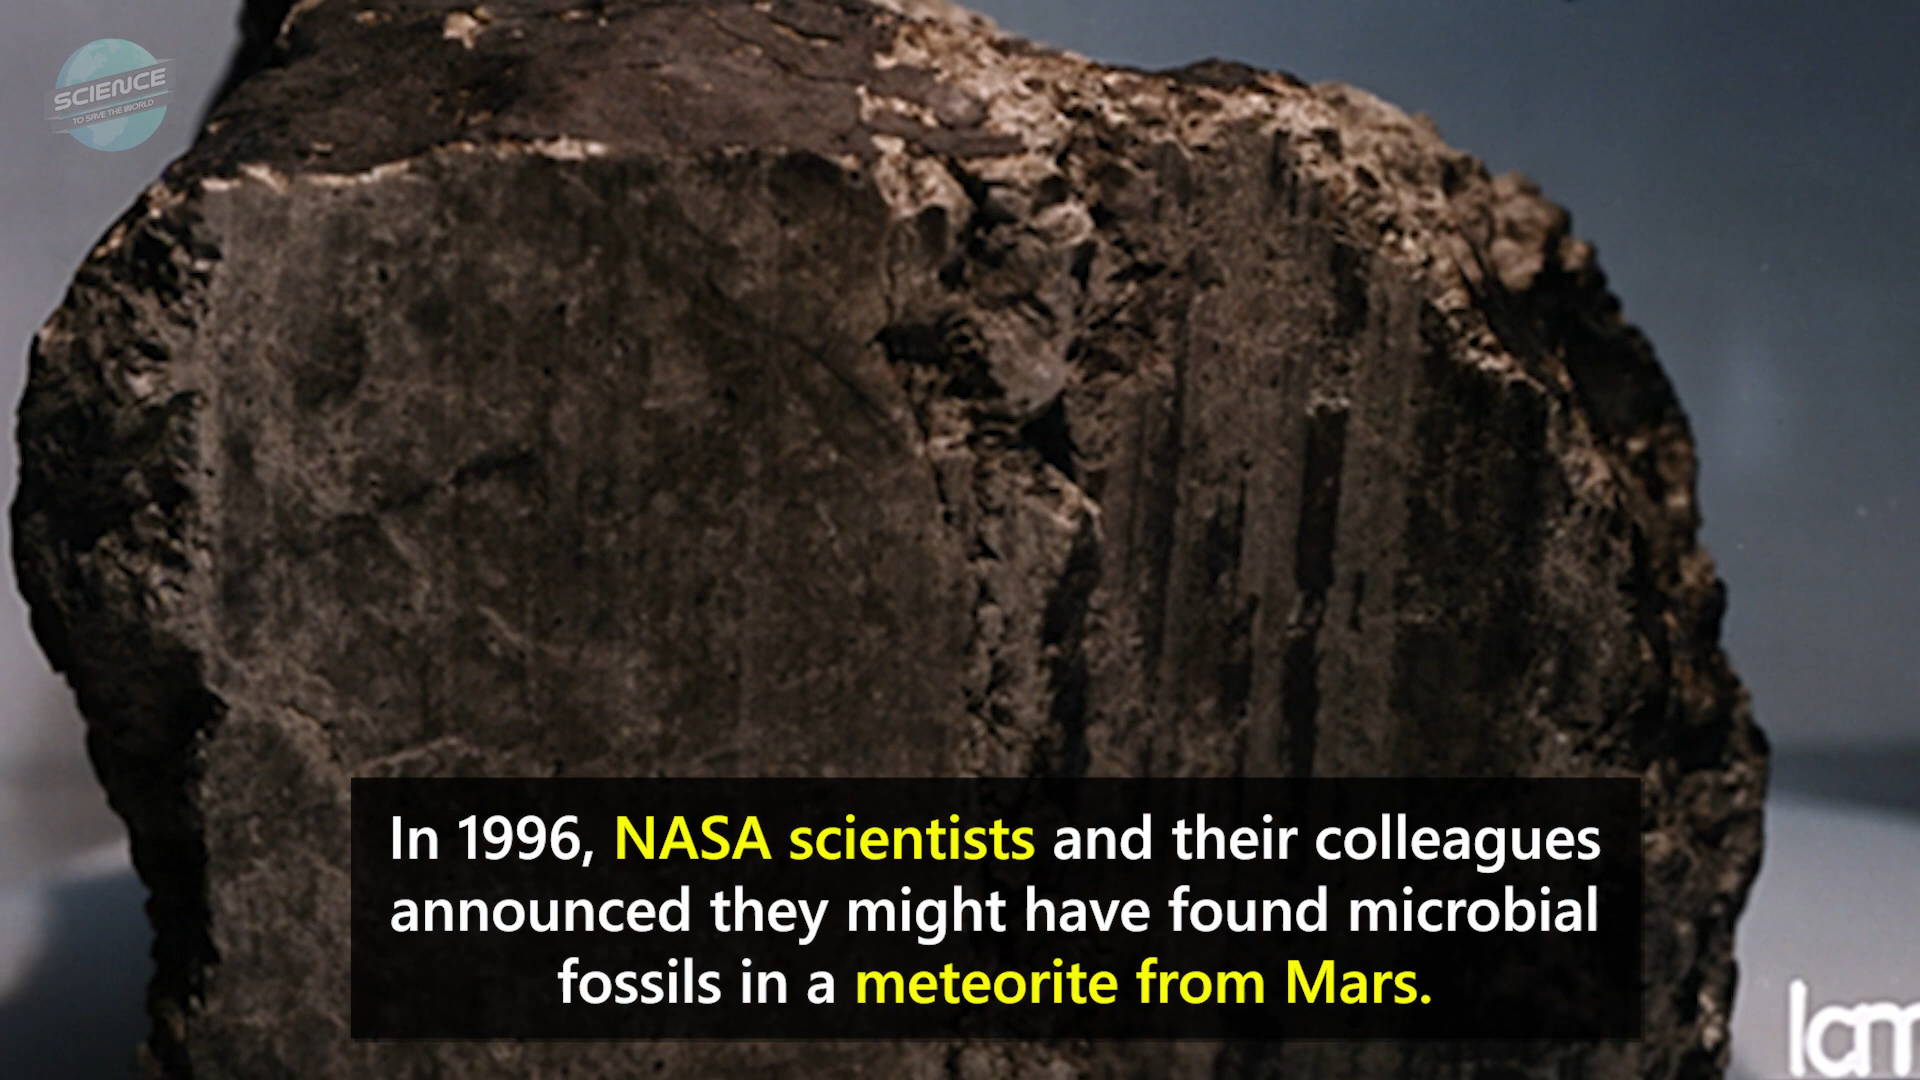 SCIENCE
TO SAVE THE WORLD
In 1996, NASA scientists and their colleagues
announced they might have found microbial
fossils in a meteorite from Mars.